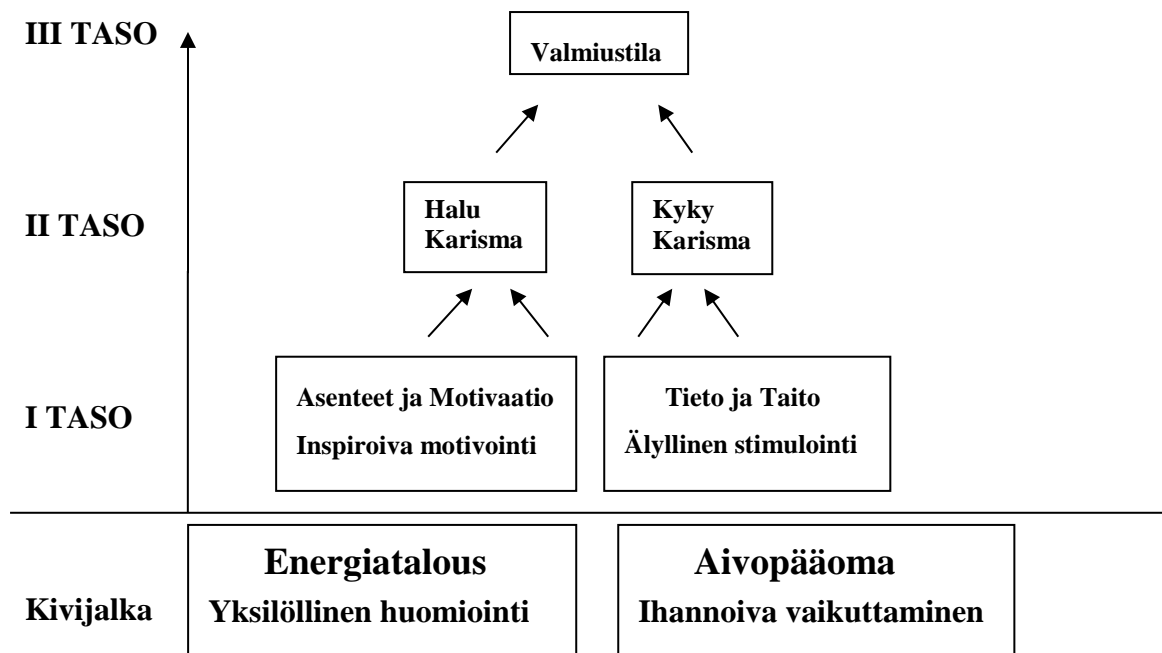 III TASO
Valmiustila
II TASO
Halu
Karisma
Kyky
Karisma
I TASO
Asenteet ja Motivaatio
Inspiroiva motivointi
Tieto ja Taito
Älyllinen stimulointi
Kivijalka
Energiatalous
Yksilöllinen huomiointi
Aivopääoma
Ihannoiva vaikuttaminen